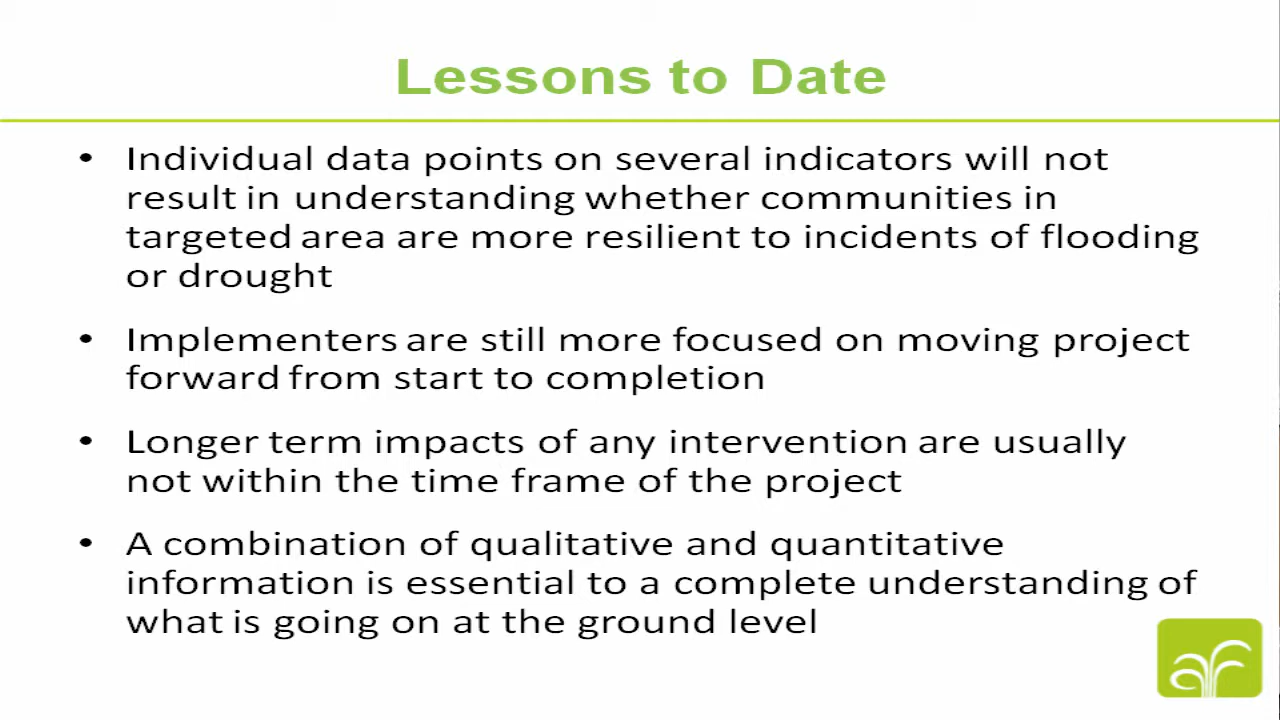 Lessons to Date
• Individual data points on several indicators will not
result in understanding whether communities in
targeted area are more resilient to incidents of flooding
or drought
• Implementers are still more focused on moving project
forward from start to completion
• Longer term impacts of any intervention are usually
not within the time frame of the project
• A combination of qualitative and quantitative
information is essential to a complete understanding of
what is going on at the ground level
af